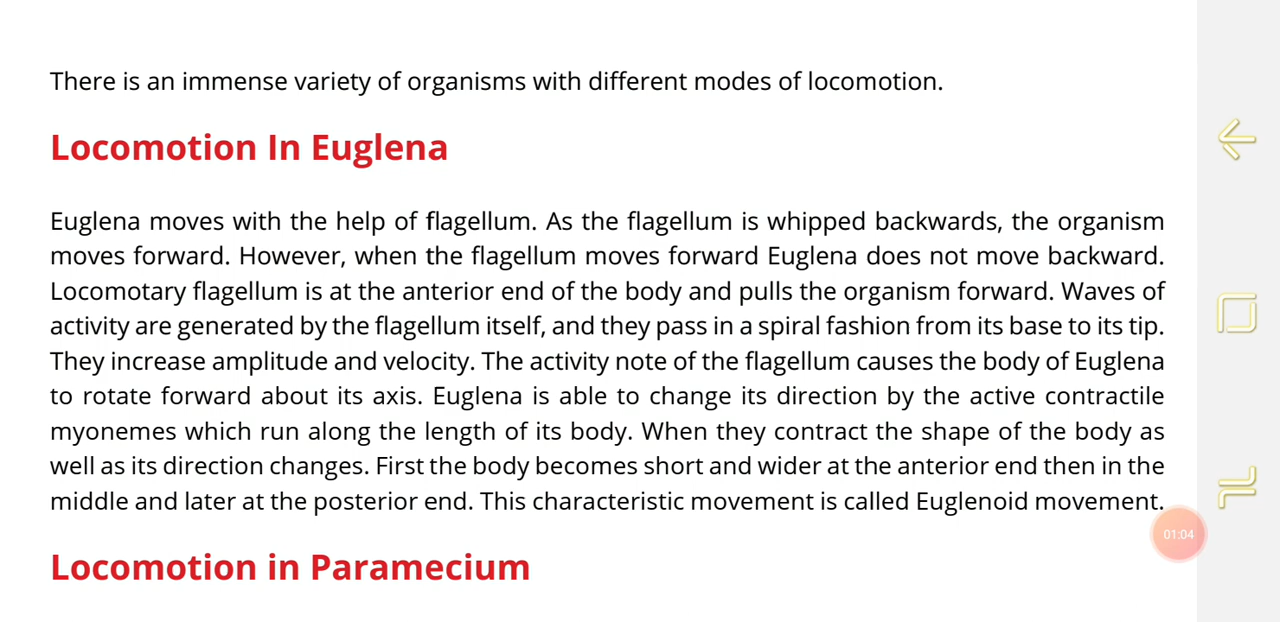 There is an immense variety of organisms with different modes of locomotion.
Locomotion In Euglena
Euglena moves with the help of flagellum. As the flagellum is whipped backwards, the organism
moves forward. However, when the flagellum moves forward Euglena does not move backward.
Locomotary flagellum is at the anterior end of the body and pulls the organism forward. Waves of
activity are generated by the flagellum itself, and they pass in a spiral fashion from its base to its tip.
They increase amplitude and velocity. The activity note of the flagellum causes the body of Euglena
to rotate forward about its axis. Euglena is able to change its direction by the active contractile
myonemes which run along the length of its body. When they contract the shape of the body as
well as its direction changes. First the body becomes short and wider at the anterior end then in the
middle and later at the posterior end. This characteristic movement is called Euglenoid movement.
01:04
Locomotion in Paramecium